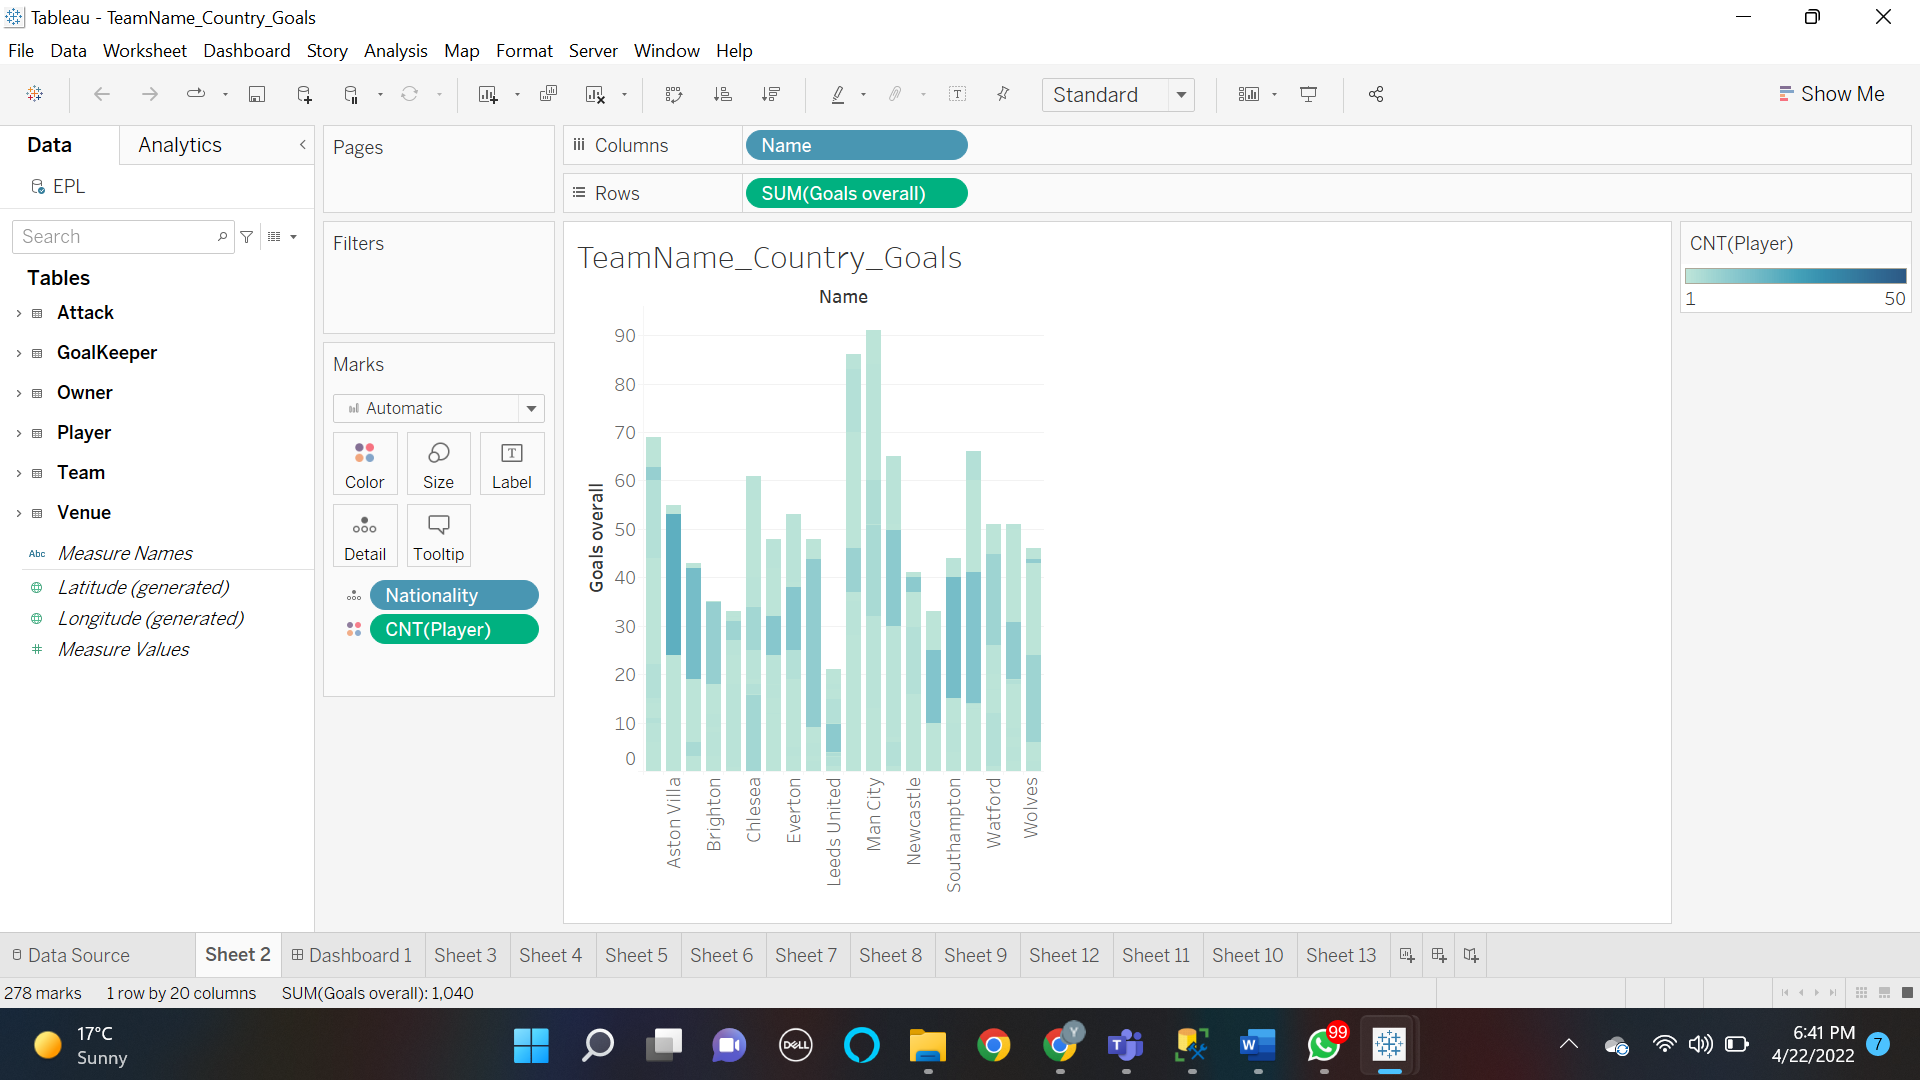 Tableau - TeamName_Country_Goals
File Data Worksheet Dashboard Story Analysis Map Format Server Window Help
Standard
Show Me
Data Analytics
EPL
Search
Tables
Attack
GoalKeeper
Owner
Player
Team
Venue
Abc Measure Names
Latitude (generated)
Longitude (generated)
# Measure Values
Pages
Filters
Marks
Automatic
Color Size Label
Detail Tooltip
Nationality
CNT(Player)
Columns Name
Rows SUM(Goals overall)
TeamName_Country_Goals
Name
Goals overall
90
80
70
60
50
40
30
20
10
0
Aston Villa
Brighton
Chlesea
Everton
Leeds United
Man City
Newcastle
Southampton
Watford
Wolves
CNT(Player)
1 50
Data Source Sheet 2 Dashboard 1 Sheet 3 Sheet 4 Sheet 5 Sheet 6 Sheet 7 Sheet 8 Sheet 9 Sheet 12 Sheet 11 Sheet 10 Sheet 13
278 marks 1 row by 20 columns SUM(Goals overall): 1,040
17°C
Sunny
DELL
Y
T
W
99
6:41 PM
4/22/2022
7